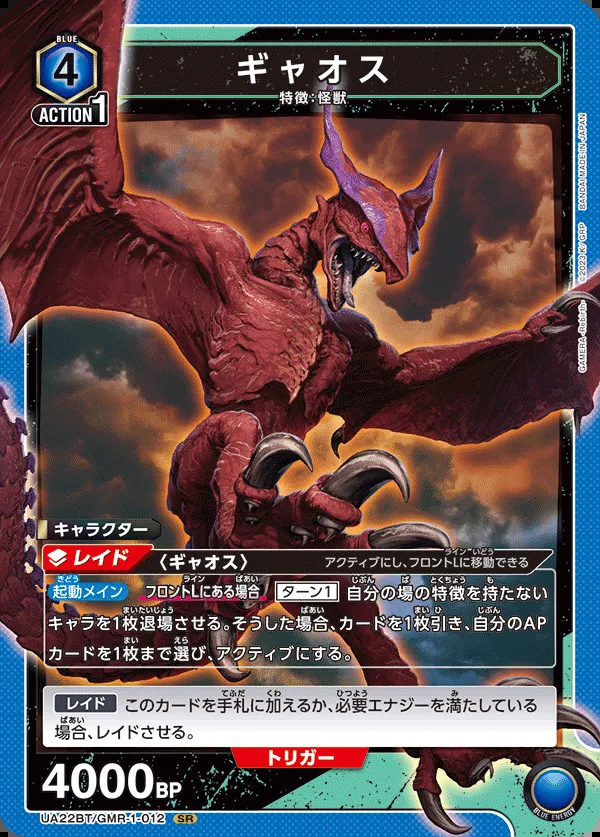 BLUE
4
ACTION 1
ギャオス
特徴:怪獣
GAMERA -Rebirth- ©2023 K/GRP BANDAI MADE IN JAPAN
キャラクター
レイド
〈ギャオス〉
アクティブにし、フロントLに移動できる
起動メイン フロントLにある場合 ターン1 自分の場の特徴を持たない
キャラを1枚退場させる。そうした場合、カードを1枚引き、自分のAP
カードを1枚まで選び、アクティブにする。
レイド このカードを手札に加えるか、必要エナジーを満たしている
場合、レイドさせる。
トリガー
4000BP
BLUE ENERGY
UA22BT/GMR-1-012 SR